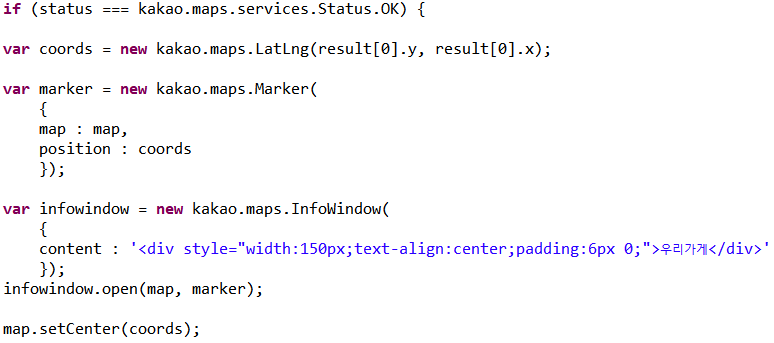 if (status === kakao.maps.services.Status.OK) {
var coords = new kakao.maps.LatLng(result[0].y, result[0].x);
var marker = new kakao.maps.Marker(
{
map : map,
position : coords
});
var infowindow = new kakao.maps.InfoWindow(
{
content : '<div style="width:150px;text-align:center;padding:6px 0;">우리가게</div>'
});
infowindow.open(map, marker);
map.setCenter(coords);